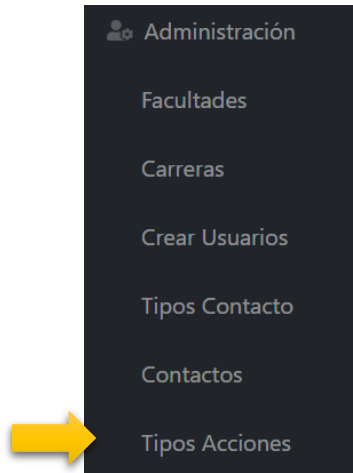 Administración
Facultades
Carreras
Crear Usuarios
Tipos Contacto
Contactos
Tipos Acciones